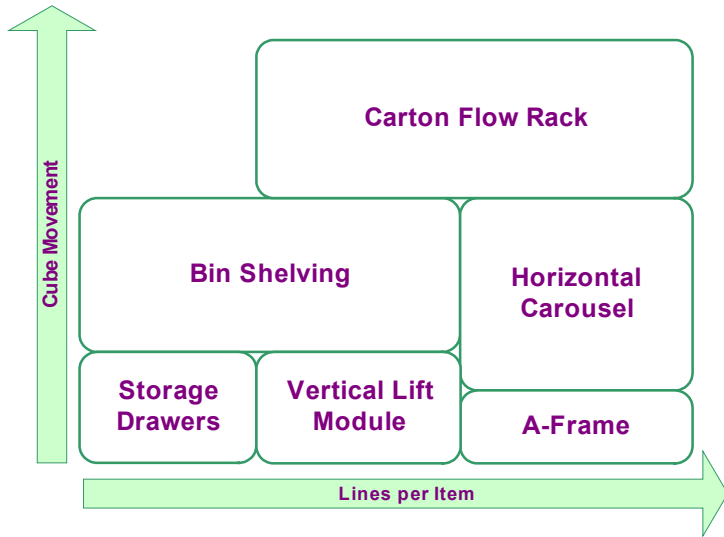 Cube Movement
Carton Flow Rack
Bin Shelving
Horizontal
Carousel
Storage
Drawers
Vertical Lift
Module
A-Frame
Lines per Item